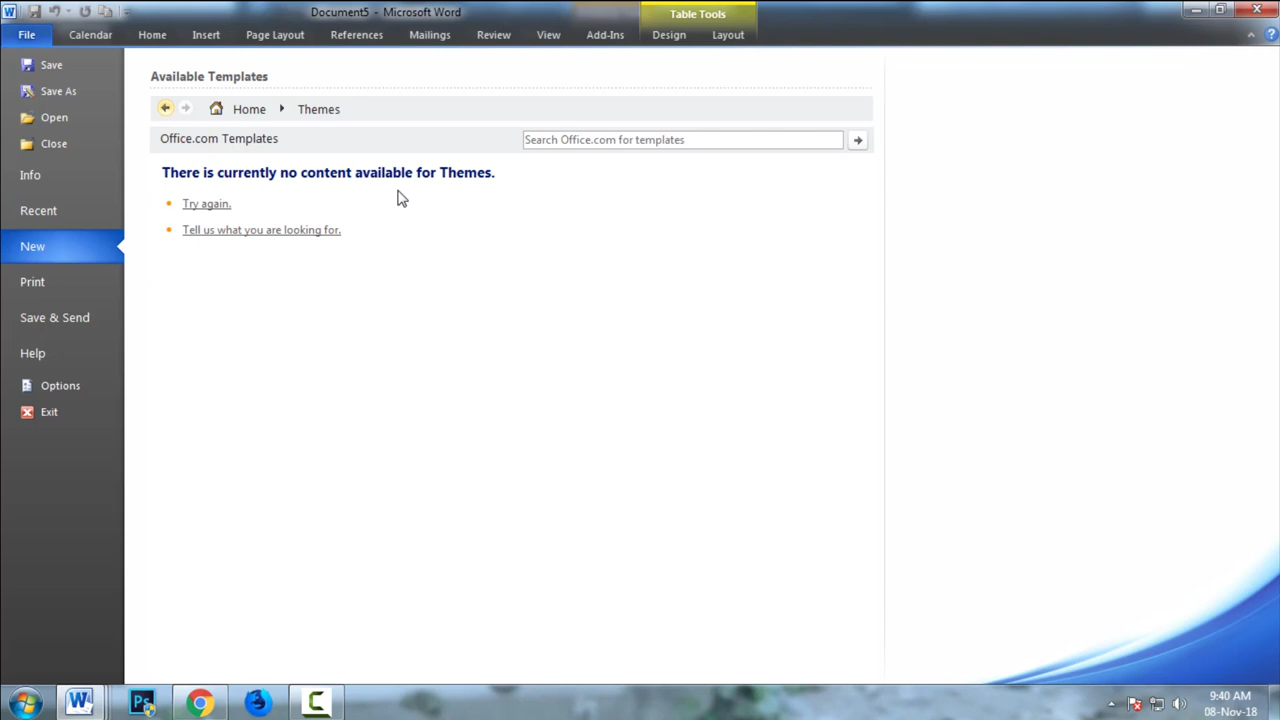 Document5 - Microsoft Word
Table Tools
File
Calendar
Home
Insert
Page Layout
References
Mailings
Review
View
Add-Ins
Design
Layout
Save
Save As
Open
Close
Info
Recent
New
Print
Save & Send
Help
Options
Exit
Available Templates
Home
Themes
Office.com Templates
Search Office.com for templates
There is currently no content available for Themes.
Try again.
Tell us what you are looking for.
9:40 AM
08-Nov-18